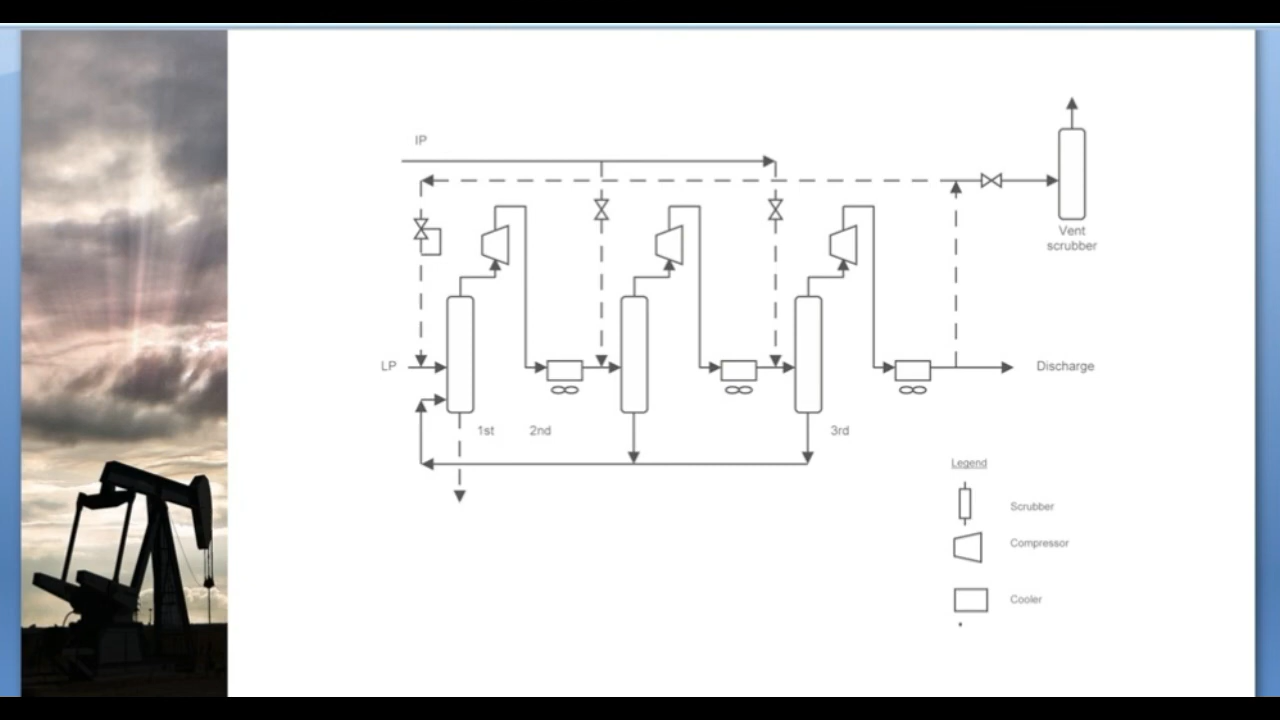 IP
Vent
scrubber
LP
Discharge
1st
2nd
3rd
Legend
Scrubber
Compressor
Cooler